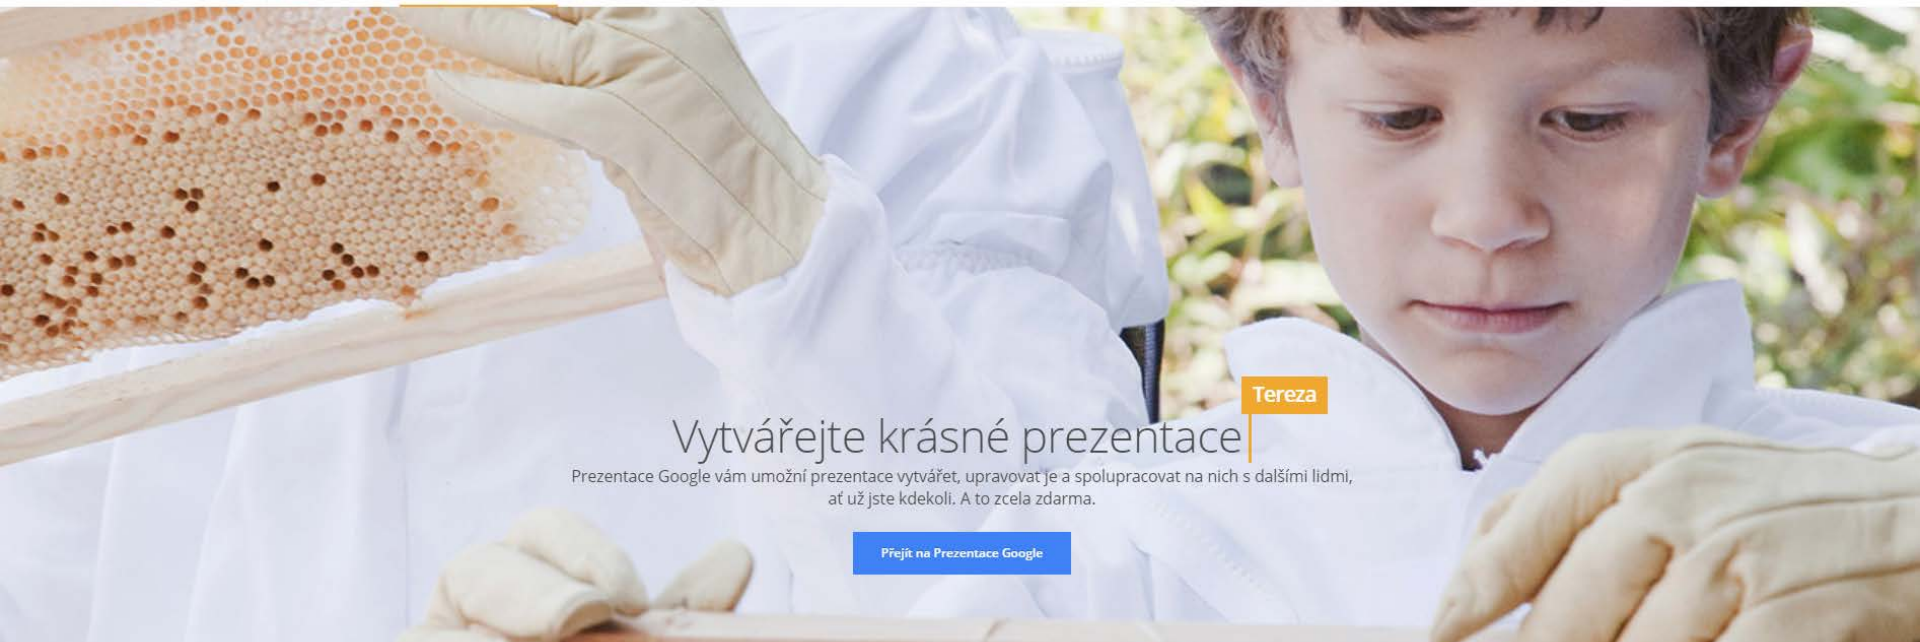 Tereza
Vytvářejte krásné prezentace
Prezentace Google vám umožní prezentace vytvářet, upravovat je a spolupracovat na nich s dalšími lidmi,
ať už jste kdekoli. A to zcela zdarma.
Přejít na Prezentace Google